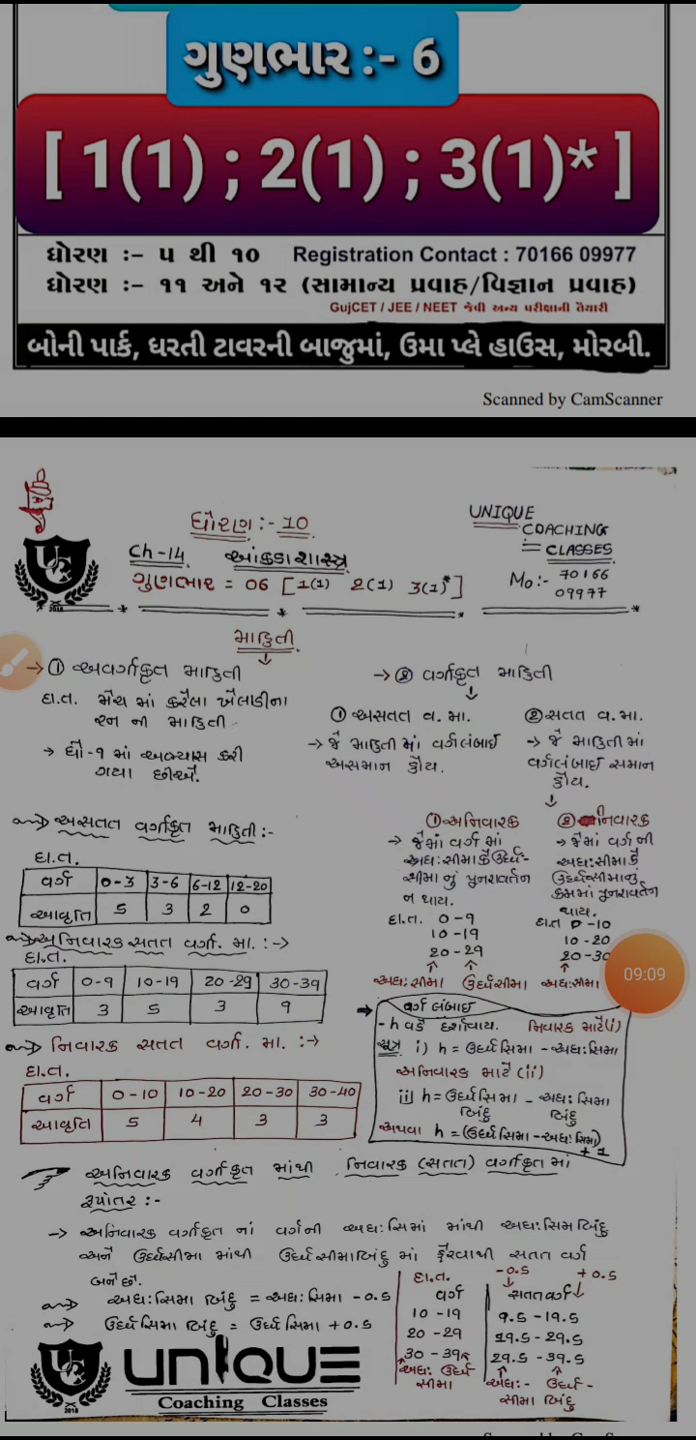 ગુણભાર :- 6
[ 1(1) ; 2(1) ; 3(1)* ]
ધોરણ :- ૫ થી ૧૦ Registration Contact : 70166 09977
ધોરણ :- ૧૧ અને ૧૨ (સામાન્ય પ્રવાહ/વિજ્ઞાન પ્રવાહ)
GujCET / JEE / NEET જેવી અન્ય પરીક્ષાની તૈયારી
બોની પાર્ક, ધરતી ટાવરની બાજુમાં, ઉમા પ્લે હાઉસ, મોરબી.
Scanned by CamScanner
ધોરણ :- 10
UNIQUE
COACHING
CLASSES
Ch-14 આંકડાશાસ્ત્ર
ગુણભાર = 06 [1(1) 2(1) 3(1)*]
Mo:- 70166
09977
2018
માહિતી
→ ① અવર્ગીકૃત માહિતી
દા.ત. મેચ માં કરેલા ખેલાડીના
રન ની માહિતી
→ ધો-૧ માં અભ્યાસ કરી
ગયા છીએ.
→ ② વર્ગીકૃત માહિતી
① અસતત વ. મા.
→ જે માહિતી માં વર્ગલંબાઈ
અસમાન હોય.
② સતત વ. મા.
→ જે માહિતી માં
વર્ગલંબાઈ સમાન
હોય.
① અનિવારક
→ જેમાં વર્ગ માં
અધ:સીમા કે ઉર્ધ્વ-
સીમા નું પુનરાવર્તન
ન થાય.
દા.ત. 0-9
10-19
20-29
અધ:સીમા ઉર્ધ્વસીમા
② નિવારક
→ જેમાં વર્ગ ની
અધ:સીમા કે
ઉર્ધ્વસીમાનું
ક્રમમાં પુનરાવર્તન
થાય.
દા.ત 0-10
10-20
20-30
અધ:સીમા
09:09
અસતત વર્ગીકૃત માહિતી :-
દા.ત.
વર્ગ 0-3 3-6 6-12 12-20
આવૃતિ 5 3 2 0
અનિવારક સતત વર્ગી. મા. :→
દા.ત.
વર્ગ 0-9 10-19 20-29 30-39
આવૃતિ 3 5 3 9
નિવારક સતત વર્ગી. મા. :→
દા.ત.
વર્ગ 0-10 10-20 20-30 30-40
આવૃતિ 5 4 3 3
વર્ગ લંબાઈ
- h વડે દર્શાવાય. નિવારક માટે(i)
સૂત્ર i) h = ઉર્ધ્વસિમા - અધ:સિમા
અનિવારક માટે (ii)
ii) h = ઉર્ધ્વસિમા - અધ: સિમા
બિંદુ બિંદુ
અથવા h = (ઉર્ધ્વસિમા - અધ: સિમા)
+ 1
અનિવારક વર્ગીકૃત માંથી નિવારક (સતત) વર્ગીકૃત માં
રૂપાંતર :-
→ અનિવારક વર્ગીકૃત નાં વર્ગની અધ:સિમાં માંથી અધ:સિમ બિંદુ
અને ઉર્ધ્વસીમા માંથી ઉર્ધ્વસીમાબિંદુ માં ફેરવાથી સતત વર્ગ
બને છે.
અધ:સિમા બિંદુ = અધ: સિમા - 0.5
ઉર્ધ્વસિમા બિંદુ = ઉર્ધ્વ સિમા + 0.5
દા.ત. -0.5 +0.5
વર્ગ સતત વર્ગ
10-19 9.5-19.5
20-29 19.5-29.5
30-39 29.5-39.5
અધ: ઉર્ધ્વ
સીમા
અધ:- ઉર્ધ્વ-
સીમા બિંદુ
2018
UNIQUE
Coaching Classes